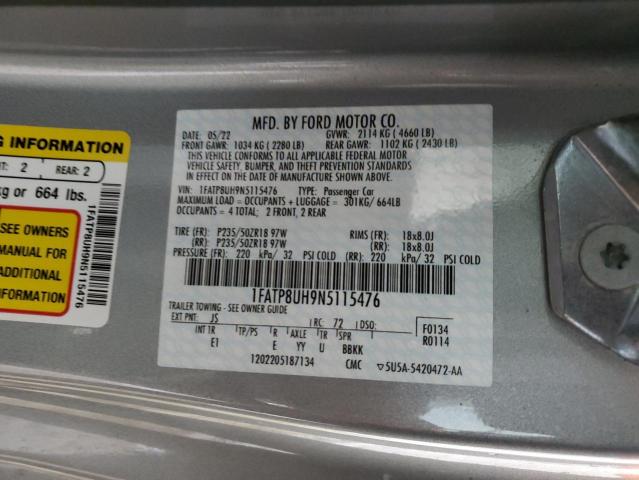 G INFORMATION
T: 2 REAR: 2
kg or 664 lbs.
SEE OWNERS
MANUAL FOR
ADDITIONAL
INFORMATION
1FATP8UH9N5115476
MFD. BY FORD MOTOR CO.
DATE: 05/22 GVWR: 2114 KG ( 4660 LB)
FRONT GAWR: 1034 KG ( 2280 LB) REAR GAWR: 1102 KG ( 2430 LB)
THIS VEHICLE CONFORMS TO ALL APPLICABLE FEDERAL MOTOR
VEHICLE SAFETY, BUMPER, AND THEFT PREVENTION STANDARDS
IN EFFECT ON THE DATE OF MANUFACTURE SHOWN ABOVE.
VIN: 1FATP8UH9N5115476 TYPE: Passenger Car
MAXIMUM LOAD = OCCUPANTS + LUGGAGE = 301KG/ 664LB
OCCUPANTS = 4 TOTAL; 2 FRONT, 2 REAR
TIRE: (FR): P235/50ZR18 97W RIMS (FR): 18x8.0J
(RR): P235/50ZR18 97W (RR): 18x8.0J
PRESSURE (FR): 220 kPa/ 32 PSI COLD (RR): 220 kPa/ 32 PSI COLD
1FATP8UH9N5115476
TRAILER TOWING - SEE OWNER GUIDE
EXT PNT: JS RC: 72 DSO: F0134
INT TR TP/PS R AXLE TR SPR R0114
E1 E YY U BBKK
1202205187134 CMC ▽5U5A-5420472-AA